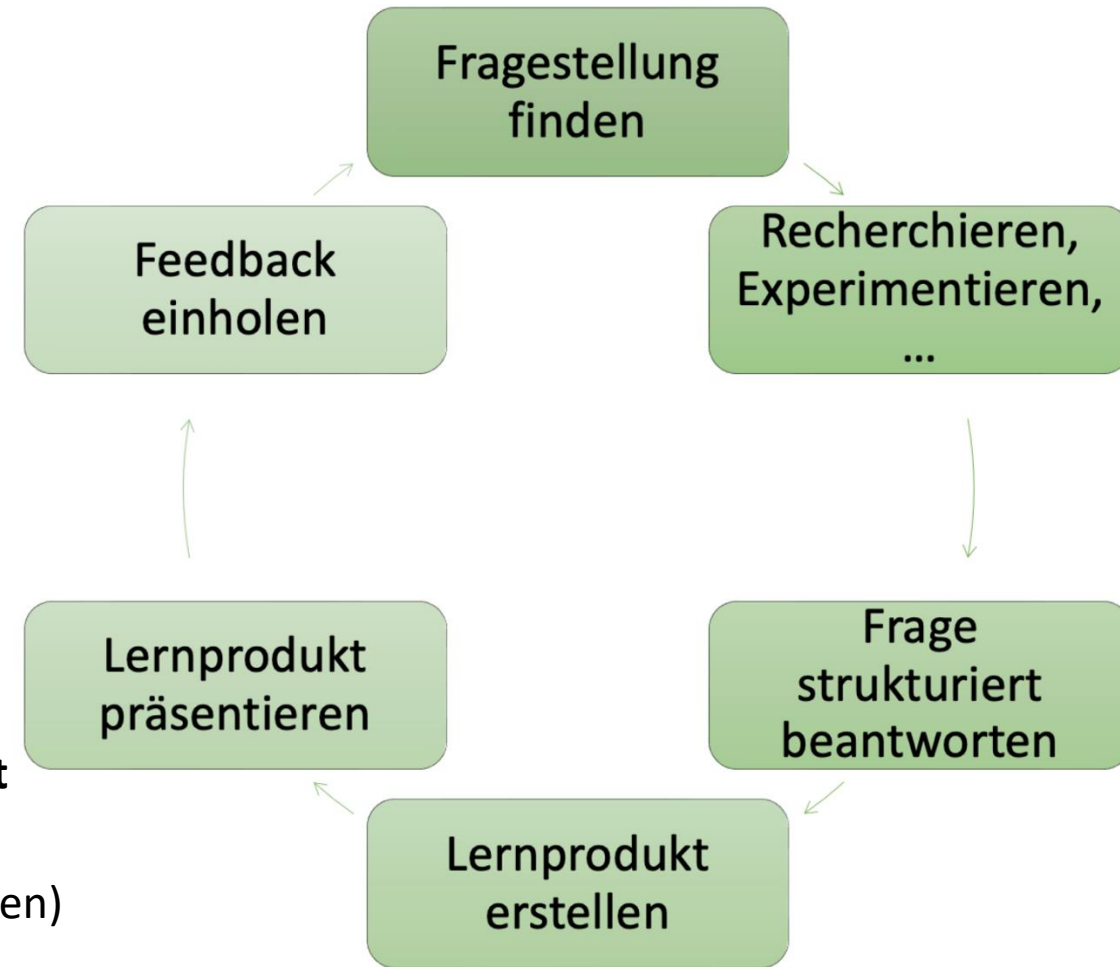 Fragestellung
finden
Recherchieren,
Experimentieren,
...
Frage
strukturiert
beantworten
Lernprodukt
erstellen
Lernprodukt
präsentieren
Feedback
einholen
t
en)